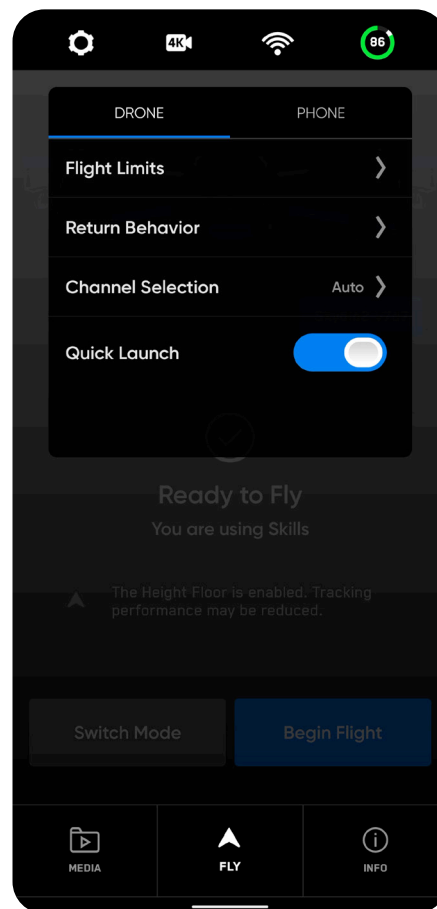 4K
86
DRONE
PHONE
Flight Limits
Return Behavior
Channel Selection
Auto
Quick Launch
Ready to Fly
You are using Skills
The Height Floor is enabled. Tracking
performance may be reduced.
Switch Mode
Begin Flight
MEDIA
FLY
INFO